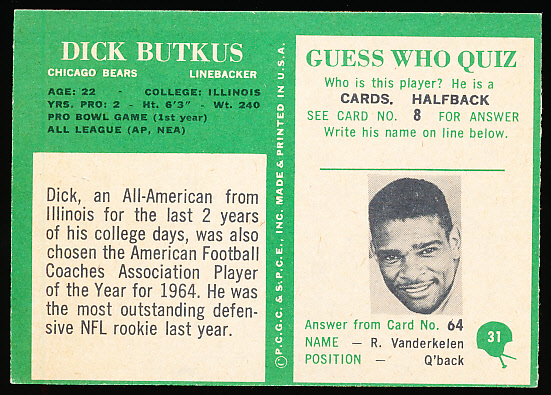 DICK BUTKUS
CHICAGO BEARS LINEBACKER
AGE: 22 - COLLEGE: ILLINOIS
YRS. PRO: 2 - Ht. 6'3" - Wt. 240
PRO BOWL GAME (1st year)
ALL LEAGUE (AP, NEA)
Dick, an All-American from
Illinois for the last 2 years
of his college days, was also
chosen the American Football
Coaches Association Player
of the Year for 1964. He was
the most outstanding defen-
sive NFL rookie last year.
©P.C.G.C. & S.P.C.E., INC. MADE & PRINTED IN U.S.A.
GUESS WHO QUIZ
Who is this player? He is a
CARDS. HALFBACK
SEE CARD NO. 8 FOR ANSWER
Write his name on line below.
Answer from Card No. 64
NAME — R. Vanderkelen
POSITION — Q'back
31